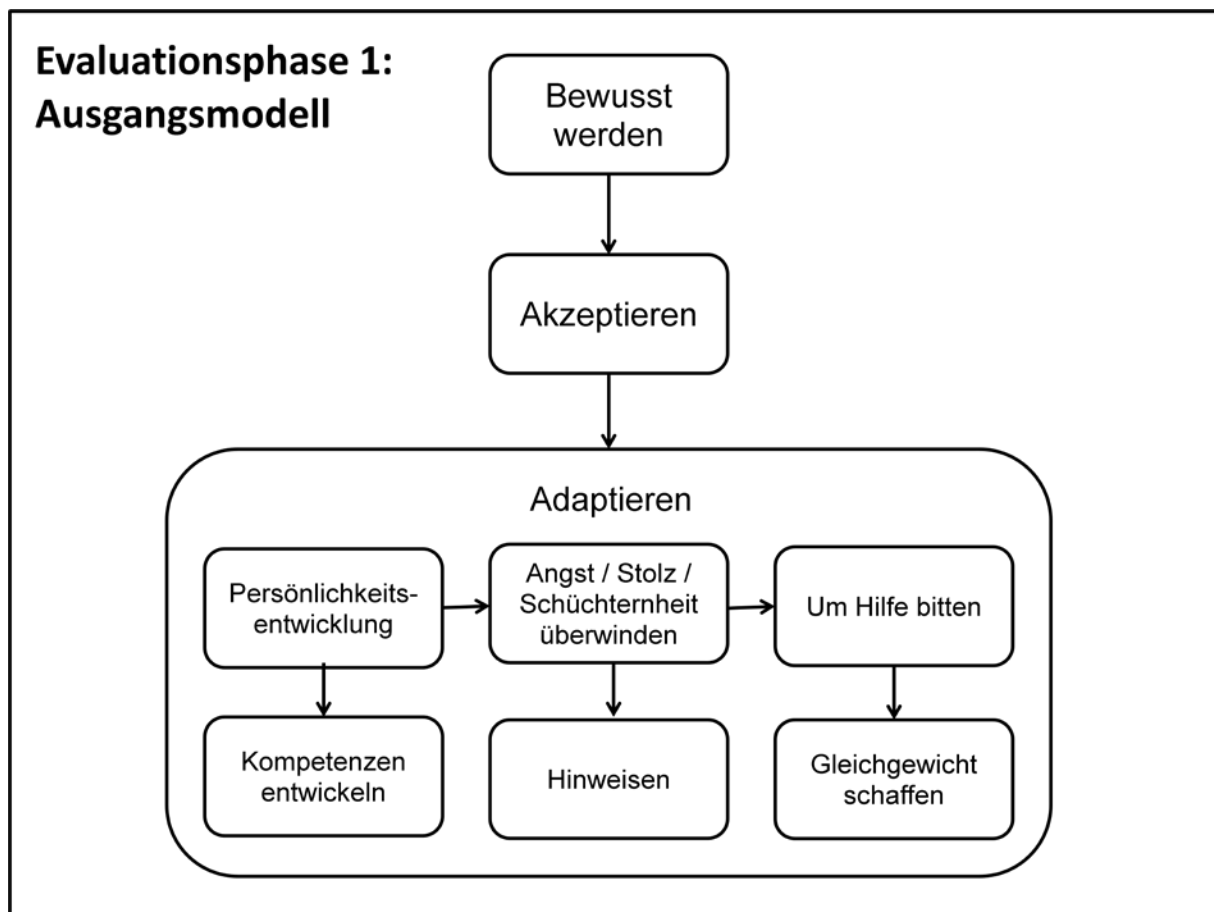 Evaluationsphase 1:
Ausgangsmodell
Bewusst
werden
Akzeptieren
Adaptieren
Persönlichkeits-
entwicklung
Angst / Stolz /
Schüchternheit
überwinden
Um Hilfe bitten
Kompetenzen
entwickeln
Hinweisen
Gleichgewicht
schaffen